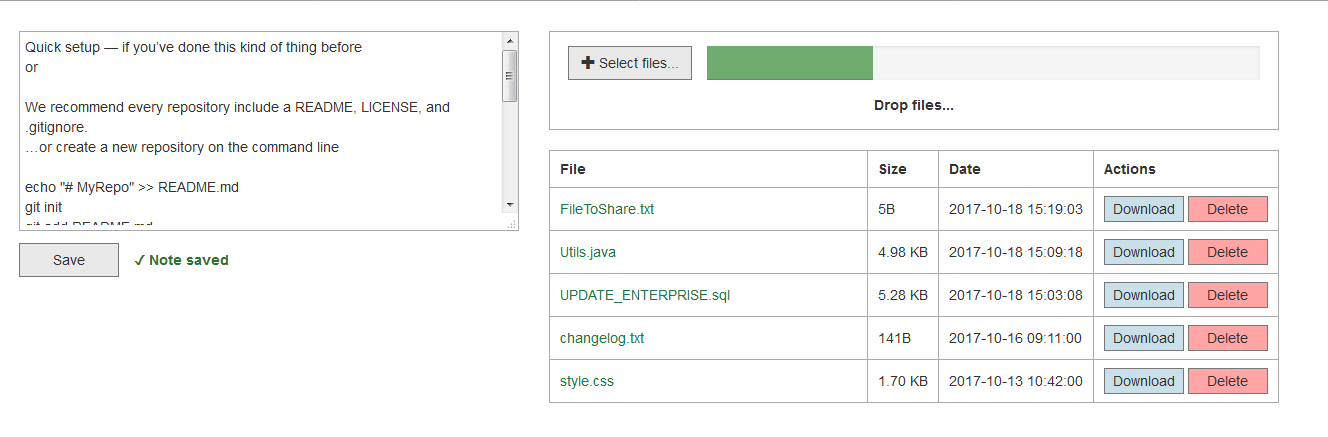 Quick setup — if you've done this kind of thing before
or
We recommend every repository include a README, LICENSE, and
.gitignore.
…or create a new repository on the command line
echo "# MyRepo" >> README.md
git init
git add README.md
Save
✓ Note saved
+ Select files...
Drop files...
File Size Date Actions
FileToShare.txt 5B 2017-10-18 15:19:03 Download Delete
Utils.java 4.98 KB 2017-10-18 15:09:18 Download Delete
UPDATE_ENTERPRISE.sql 5.28 KB 2017-10-18 15:03:08 Download Delete
changelog.txt 141B 2017-10-16 09:11:00 Download Delete
style.css 1.70 KB 2017-10-13 10:42:00 Download Delete